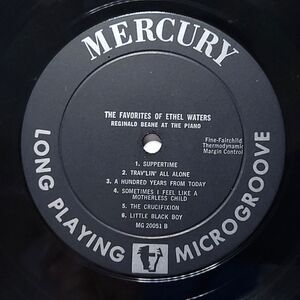 MERCURY
THE FAVORITES OF ETHEL WATERS
REGINALD BEANE AT THE PIANO
Fine-Fairchild
Thermodynamic
Margin Control
1. SUPPERTIME
2. TRAV'LIN' ALL ALONE
3. A HUNDRED YEARS FROM TODAY
4. SOMETIMES I FEEL LIKE A
MOTHERLESS CHILD
5. THE CRUCIFIXION
6. LITTLE BLACK BOY
MG 20051 B
LONG PLAYING
MICROGROOVE